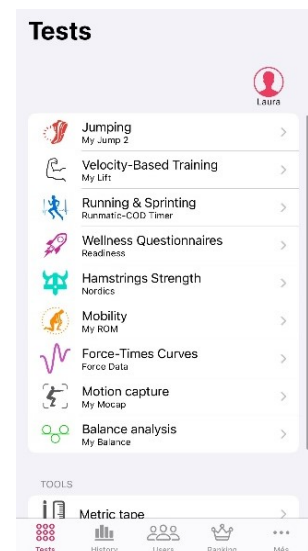 Tests
Laura
Jumping
My Jump 2
Velocity-Based Training
My Lift
Running & Sprinting
Runmatic-COD Timer
Wellness Questionnaires
Readiness
Hamstrings Strength
Nordics
Mobility
My ROM
Force-Times Curves
Force Data
Motion capture
My Mocap
Balance analysis
My Balance
TOOLS
Metric tape
Tests
History
Users
Ranking
Més